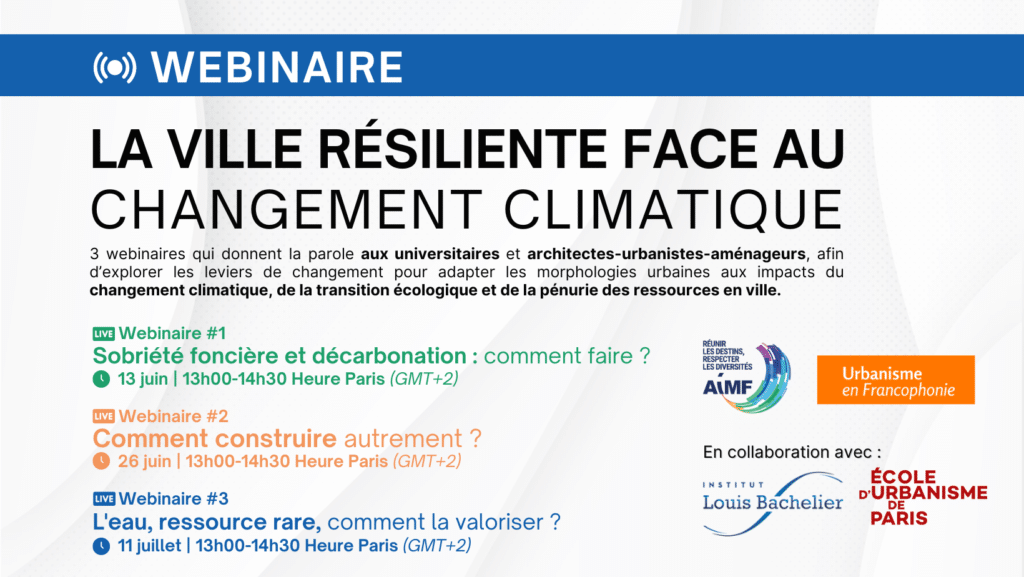 WEBINAIRE
LA VILLE RÉSILIENTE FACE AU
CHANGEMENT CLIMATIQUE
3 webinaires qui donnent la parole aux universitaires et architectes-urbanistes-aménageurs, afin
d'explorer les leviers de changement pour adapter les morphologies urbaines aux impacts du
changement climatique, de la transition écologique et de la pénurie des ressources en ville.
LIVE Webinaire #1
Sobriété foncière et décarbonation : comment faire ?
13 juin | 13h00-14h30 Heure Paris (GMT+2)
LIVE Webinaire #2
Comment construire autrement ?
26 juin | 13h00-14h30 Heure Paris (GMT+2)
LIVE Webinaire #3
L'eau, ressource rare, comment la valoriser ?
11 juillet | 13h00-14h30 Heure Paris (GMT+2)
RÉUNIR
LES DESTINS,
RESPECTER
LES DIVERSITÉS
AIMF
Urbanisme
en Francophonie
En collaboration avec :
INSTITUT
Louis Bachelier
ÉCOLE
D'URBANISME
DE
PARIS